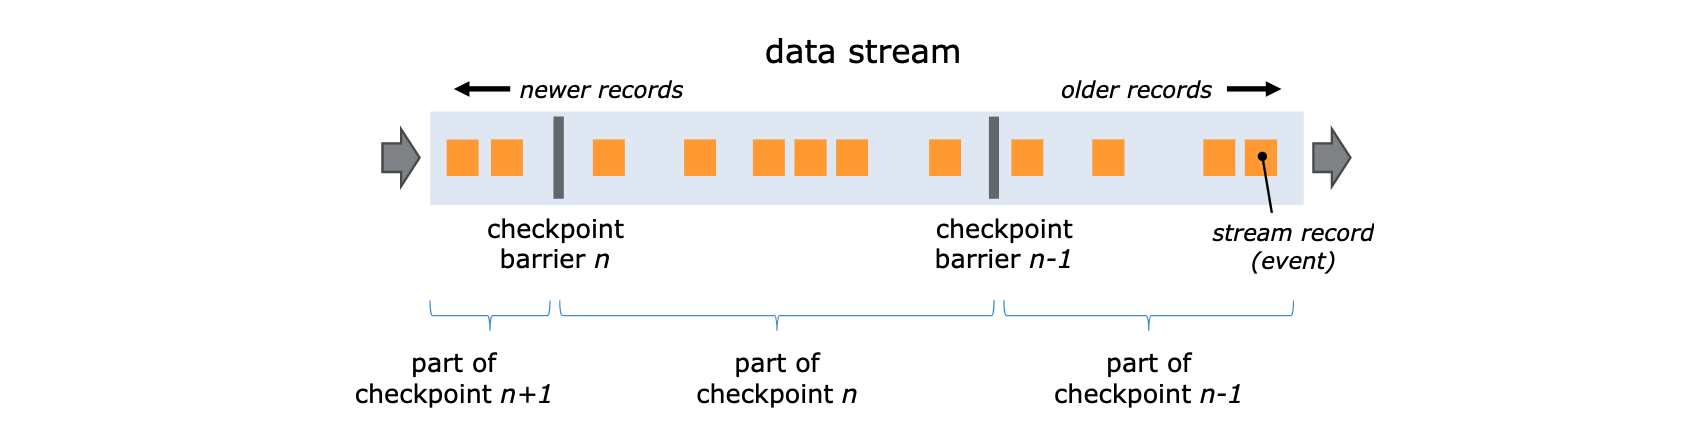 data stream
newer records
older records
checkpoint
barrier n
checkpoint
barrier n-1
stream record
(event)
part of
checkpoint n+1
part of
checkpoint n
part of
checkpoint n-1